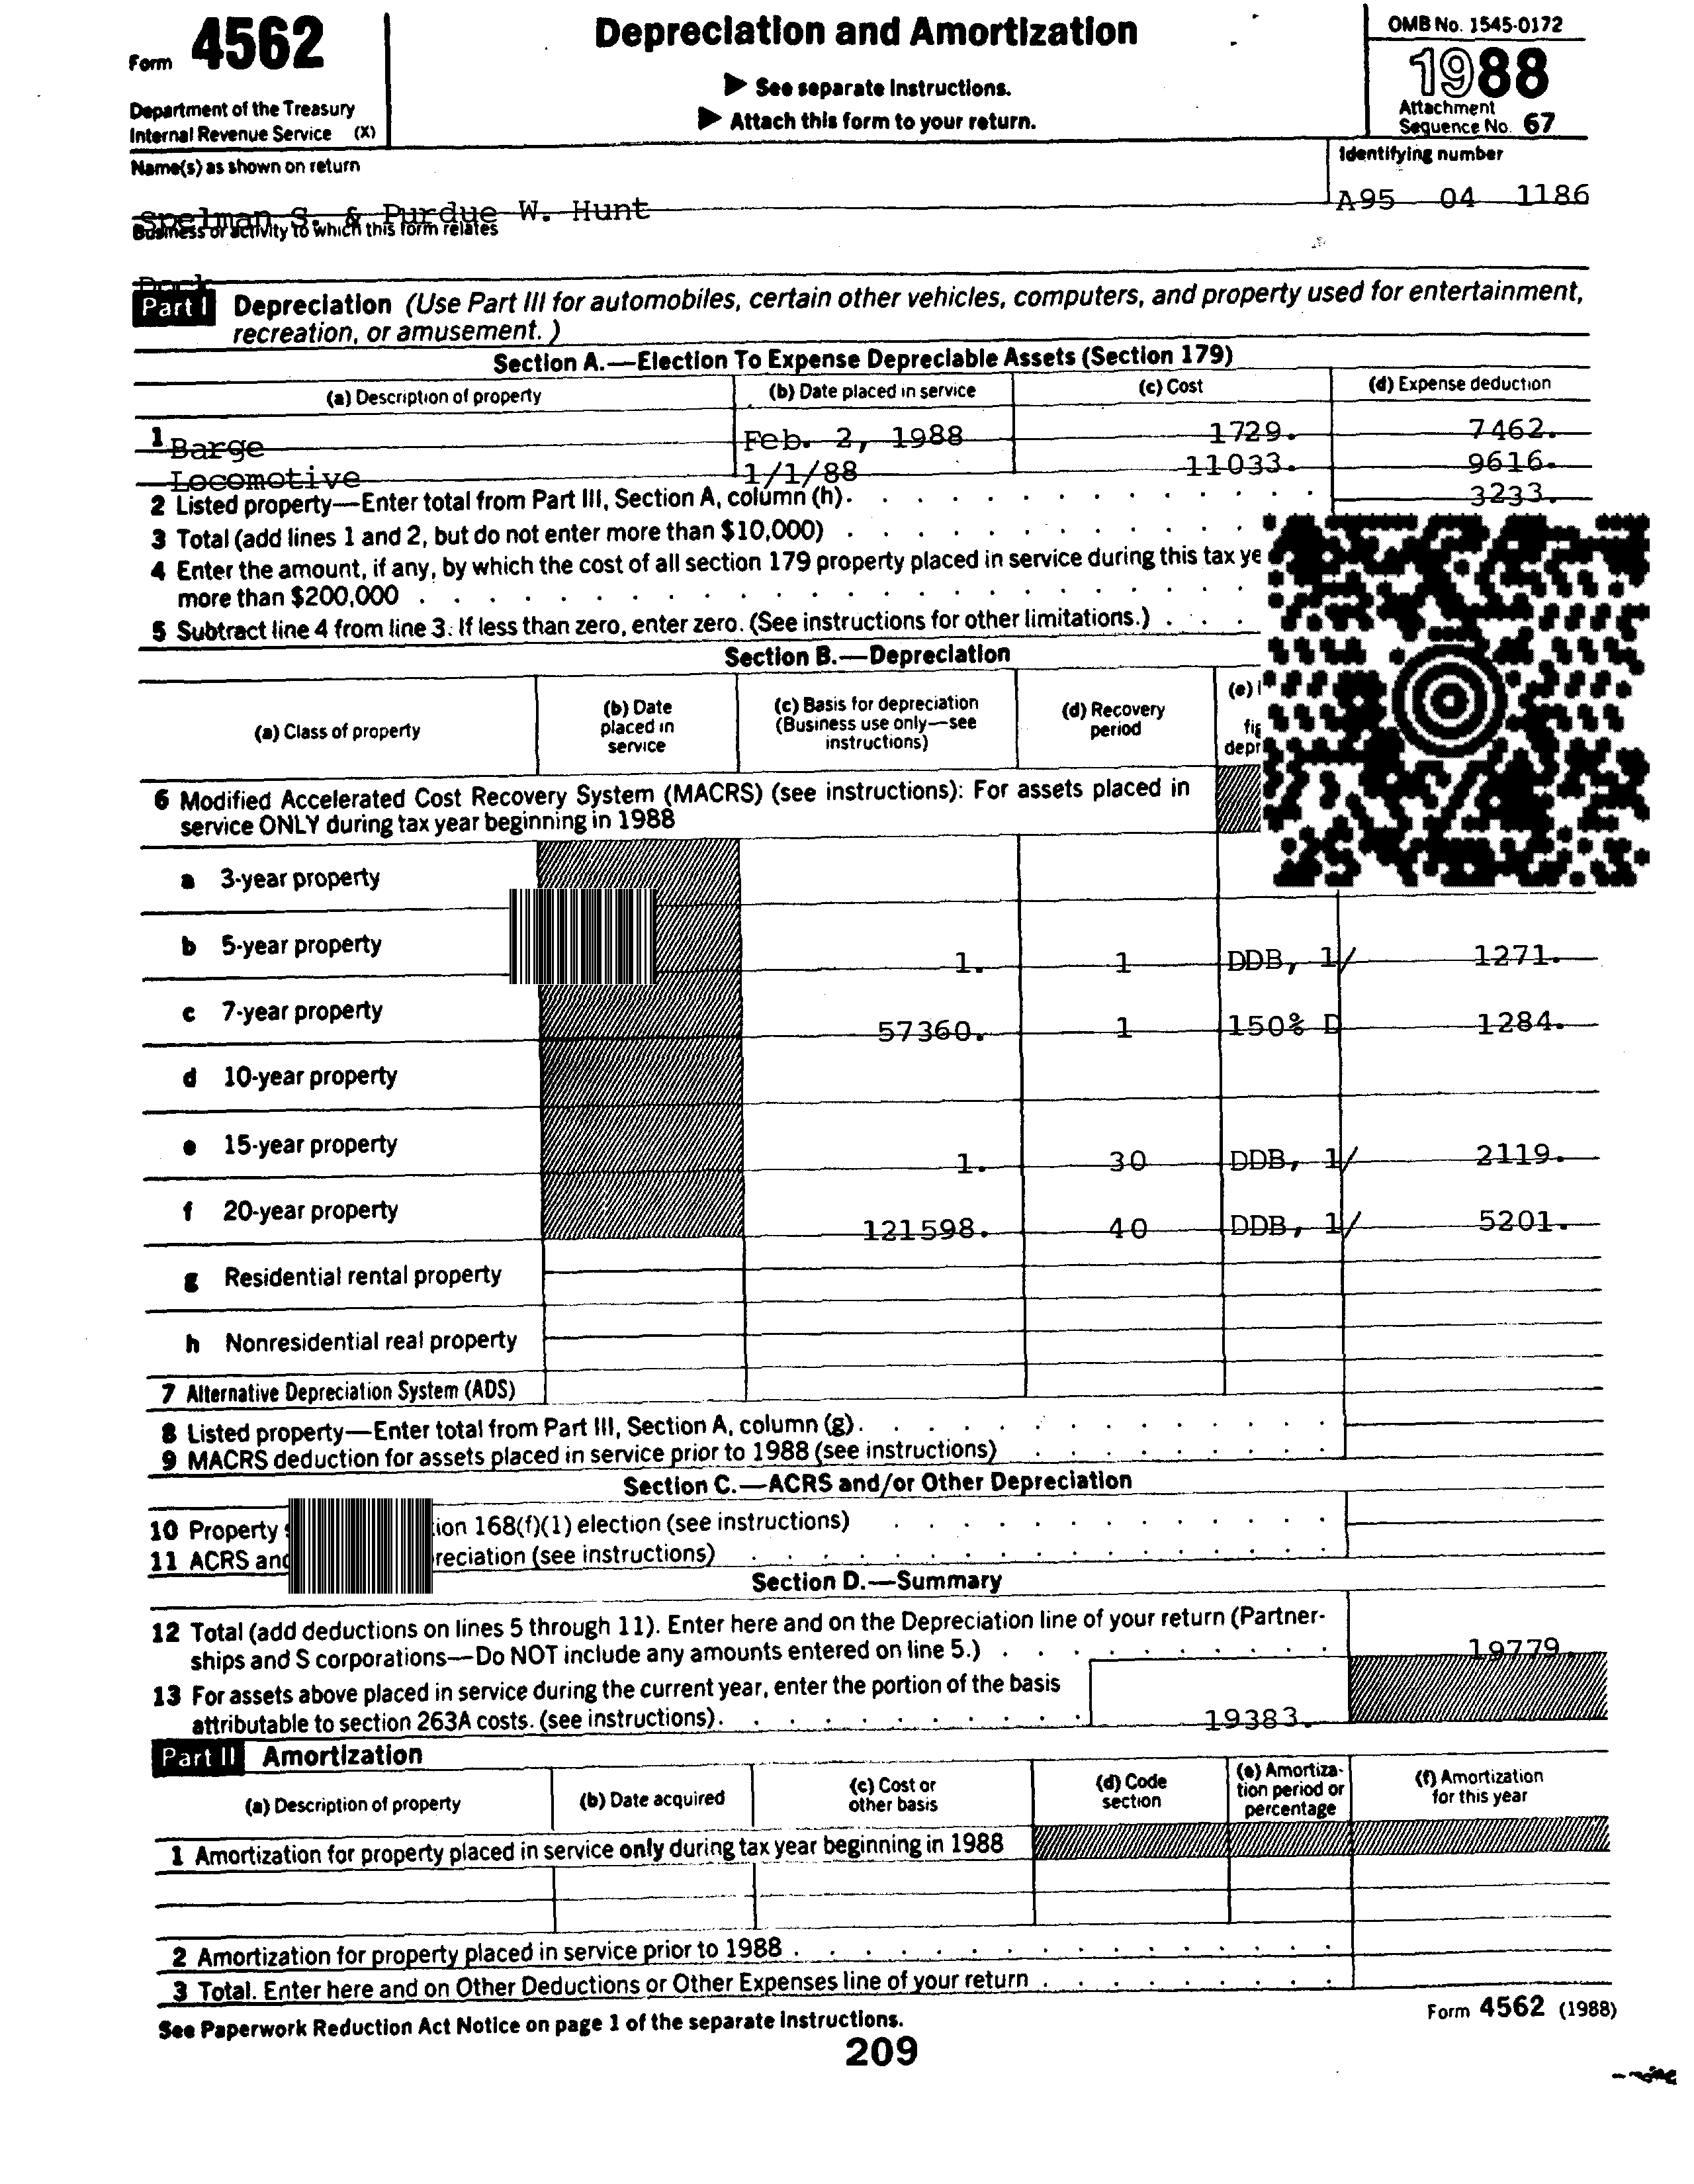 Form 4562
Department of the Treasury
Internal Revenue Service (X)
Depreciation and Amortization
▶ See separate Instructions.
▶ Attach this form to your return.
OMB No. 1545-0172
1988
Attachment
Sequence No. 67
Name(s) as shown on return
Identifying number
Spelman S. & Purdue W. Hunt
A95 04 1186
Business or activity to which this form relates
Dock
Part I Depreciation (Use Part III for automobiles, certain other vehicles, computers, and property used for entertainment,
recreation, or amusement.)
Section A.—Election To Expense Depreciable Assets (Section 179)
(a) Description of property (b) Date placed in service (c) Cost (d) Expense deduction
1 Barge Feb. 2, 1988 1729. 7462.
Locomotive 1/1/88 11033. 9616.
2 Listed property—Enter total from Part III, Section A, column (h). 3233.
3 Total (add lines 1 and 2, but do not enter more than $10,000)
4 Enter the amount, if any, by which the cost of all section 179 property placed in service during this tax ye
more than $200,000
5 Subtract line 4 from line 3. If less than zero, enter zero. (See instructions for other limitations.)
Section B.—Depreciation
(a) Class of property
(b) Date
placed in
service
(c) Basis for depreciation
(Business use only—see
instructions)
(d) Recovery
period
(e)
fig
depr
6 Modified Accelerated Cost Recovery System (MACRS) (see instructions): For assets placed in
service ONLY during tax year beginning in 1988
a 3-year property
b 5-year property 1. 1 DDB, 1/ 1271.
c 7-year property 57360. 1 150% D 1284.
d 10-year property
e 15-year property 1. 30 DDB, 1/ 2119.
f 20-year property 121598. 40 DDB, 1/ 5201.
g Residential rental property
h Nonresidential real property
7 Alternative Depreciation System (ADS)
8 Listed property—Enter total from Part III, Section A, column (g).
9 MACRS deduction for assets placed in service prior to 1988 (see instructions)
Section C.—ACRS and/or Other Depreciation
10 Property ion 168(f)(1) election (see instructions)
11 ACRS and reciation (see instructions)
Section D.—Summary
12 Total (add deductions on lines 5 through 11). Enter here and on the Depreciation line of your return (Partner-
ships and S corporations—Do NOT include any amounts entered on line 5.) 19779.
13 For assets above placed in service during the current year, enter the portion of the basis
attributable to section 263A costs. (see instructions). 19383.
Part II Amortization
(a) Description of property
(b) Date acquired
(c) Cost or
other basis
(d) Code
section
(e) Amortiza-
tion period or
percentage
(f) Amortization
for this year
1 Amortization for property placed in service only during tax year beginning in 1988
2 Amortization for property placed in service prior to 1988
3 Total. Enter here and on Other Deductions or Other Expenses line of your return
See Paperwork Reduction Act Notice on page 1 of the separate Instructions.
Form 4562 (1988)
209